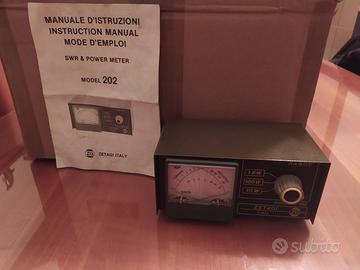 MANUALE D'ISTRUZIONI
INSTRUCTION MANUAL
MODE D'EMPLOI
SWR & POWER METER
MODEL 202
ZETAGI ITALY
1 KW
100 W
10 W
ZETAGI
subito